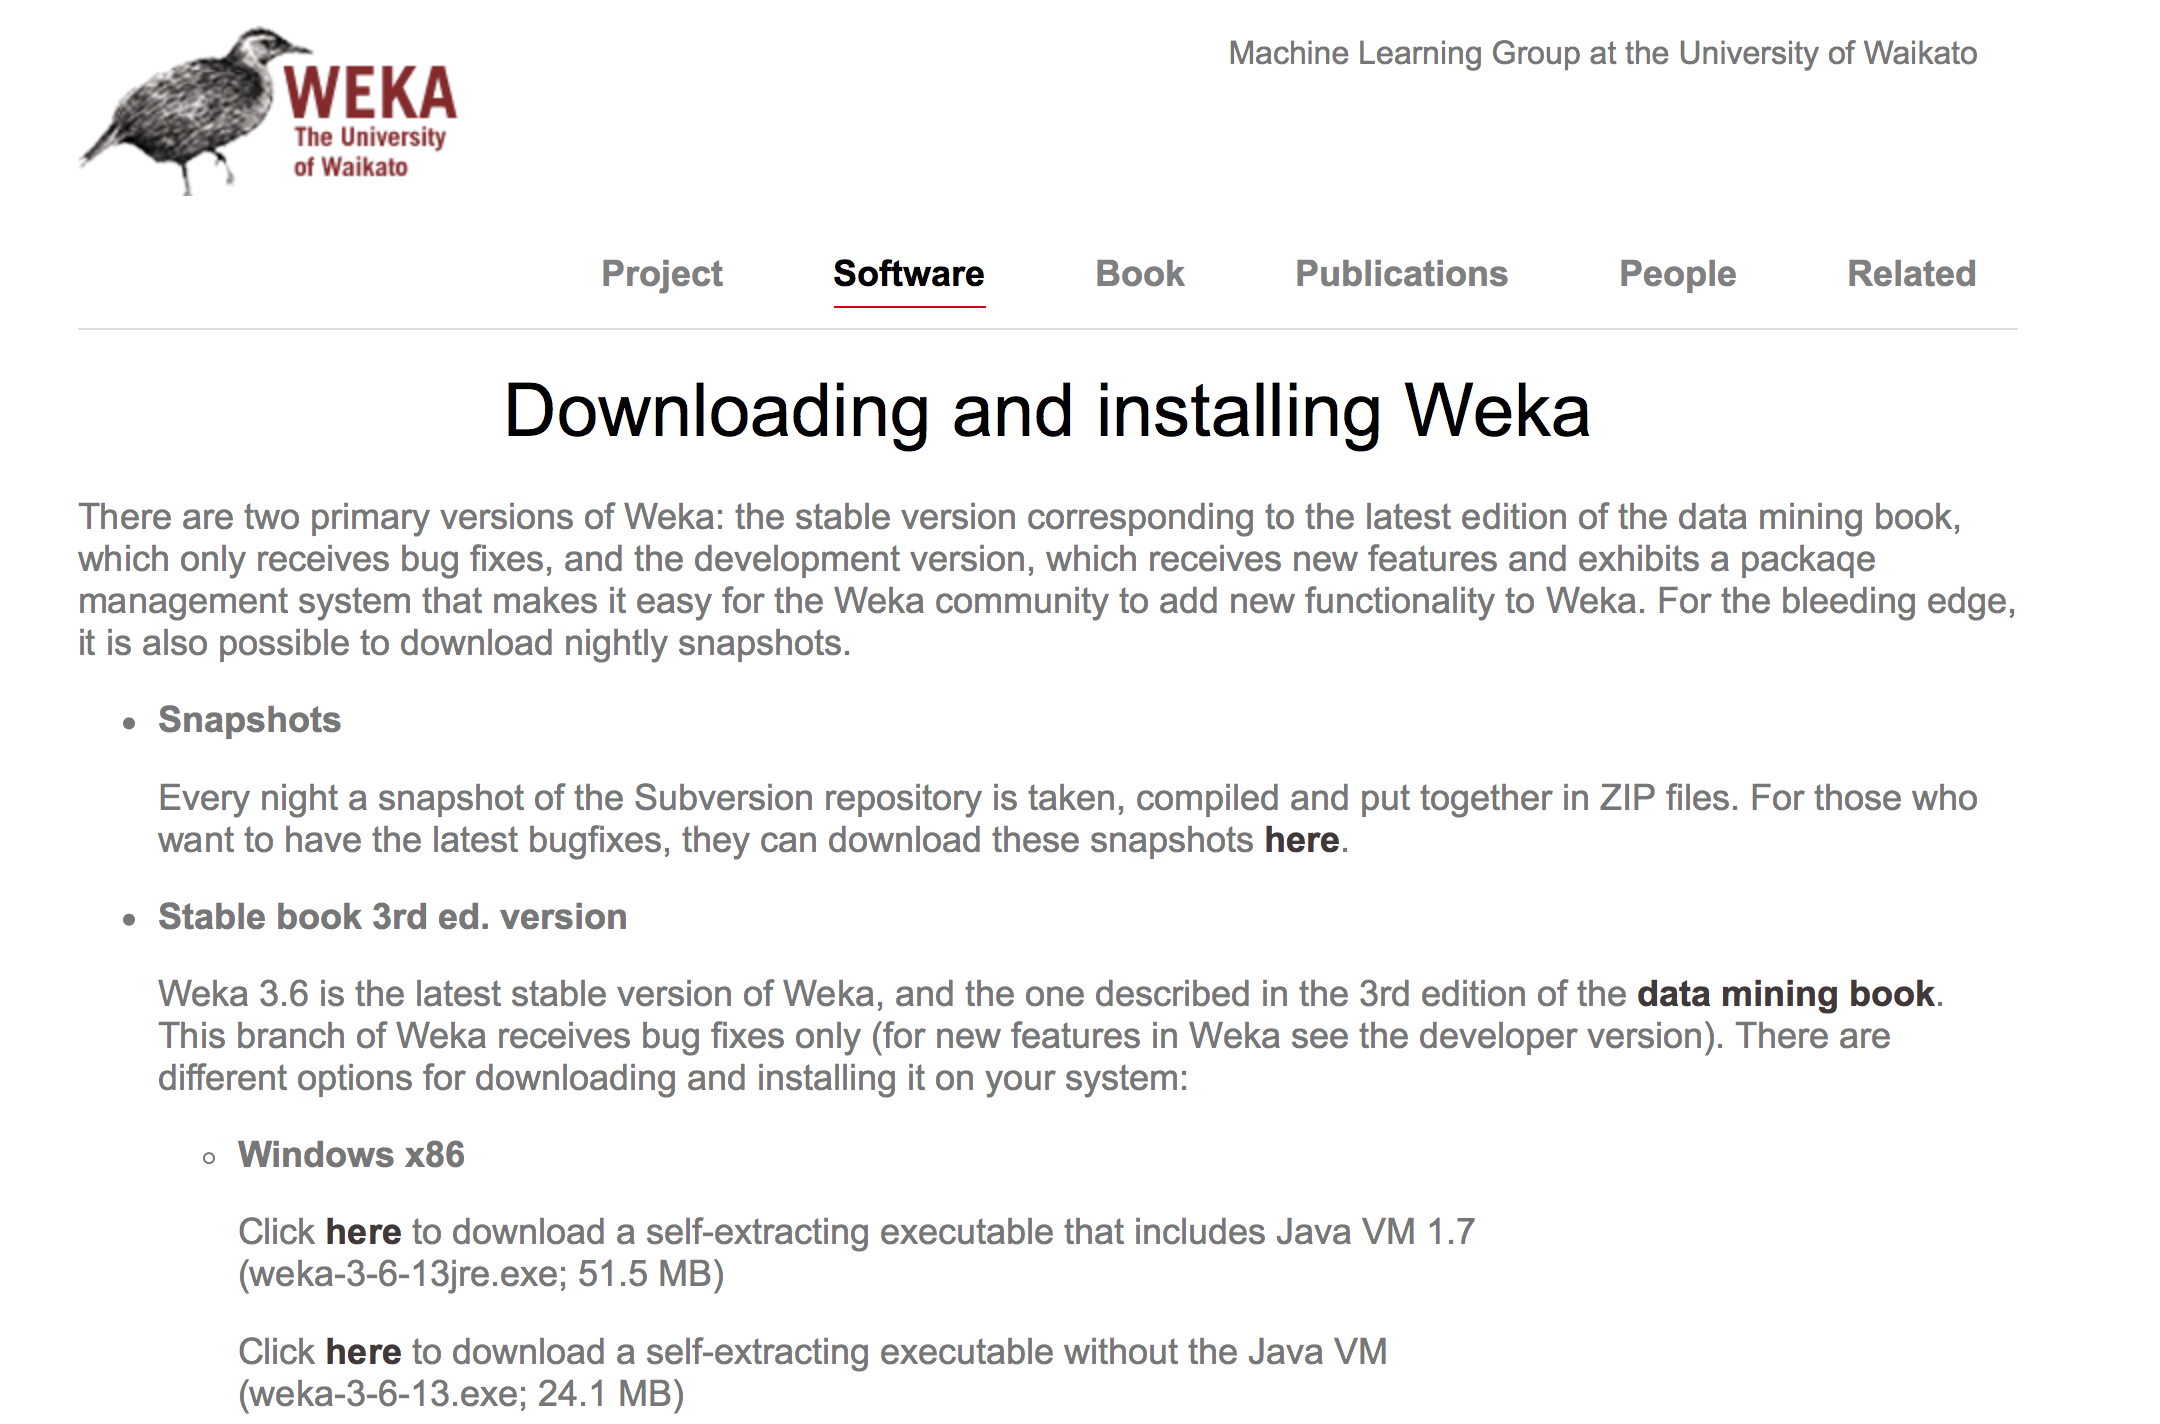 WEKA
The University
of Waikato
Machine Learning Group at the University of Waikato
Project Software Book Publications People Related
Downloading and installing Weka
There are two primary versions of Weka: the stable version corresponding to the latest edition of the data mining book,
which only receives bug fixes, and the development version, which receives new features and exhibits a packaqe
management system that makes it easy for the Weka community to add new functionality to Weka. For the bleeding edge,
it is also possible to download nightly snapshots.
• Snapshots
Every night a snapshot of the Subversion repository is taken, compiled and put together in ZIP files. For those who
want to have the latest bugfixes, they can download these snapshots here.
• Stable book 3rd ed. version
Weka 3.6 is the latest stable version of Weka, and the one described in the 3rd edition of the data mining book.
This branch of Weka receives bug fixes only (for new features in Weka see the developer version). There are
different options for downloading and installing it on your system:
◦ Windows x86
Click here to download a self-extracting executable that includes Java VM 1.7
(weka-3-6-13jre.exe; 51.5 MB)
Click here to download a self-extracting executable without the Java VM
(weka-3-6-13.exe; 24.1 MB)